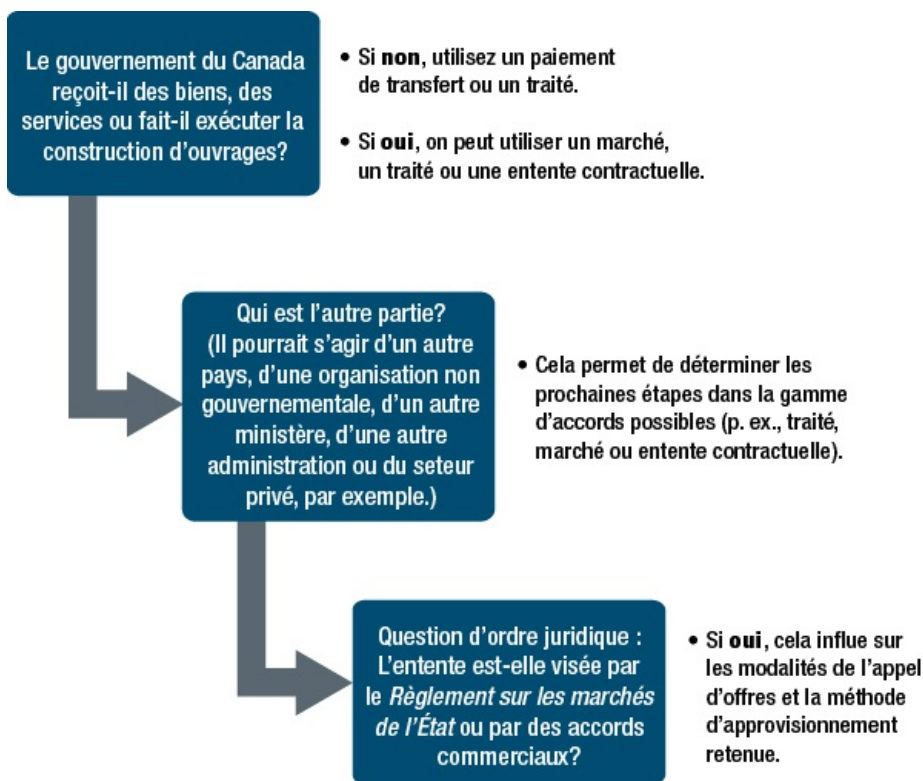 Le gouvernement du Canada
reçoit-il des biens, des
services ou fait-il exécuter la
construction d'ouvrages?
• Si non, utilisez un paiement
de transfert ou un traité.
• Si oui, on peut utiliser un marché,
un traité ou une entente contractuelle.
Qui est l'autre partie?
(Il pourrait s'agir d'un autre
pays, d'une organisation non
gouvernementale, d'un autre
ministère, d'une autre
administration ou du seteur
privé, par exemple.)
• Cela permet de déterminer les
prochaines étapes dans la gamme
d'accords possibles (p. ex., traité,
marché ou entente contractuelle).
Question d'ordre juridique :
L'entente est-elle visée par
le Règlement sur les marchés
de l'État ou par des accords
commerciaux?
• Si oui, cela influe sur
les modalités de l'appel
d'offres et la méthode
d'approvisionnement
retenue.